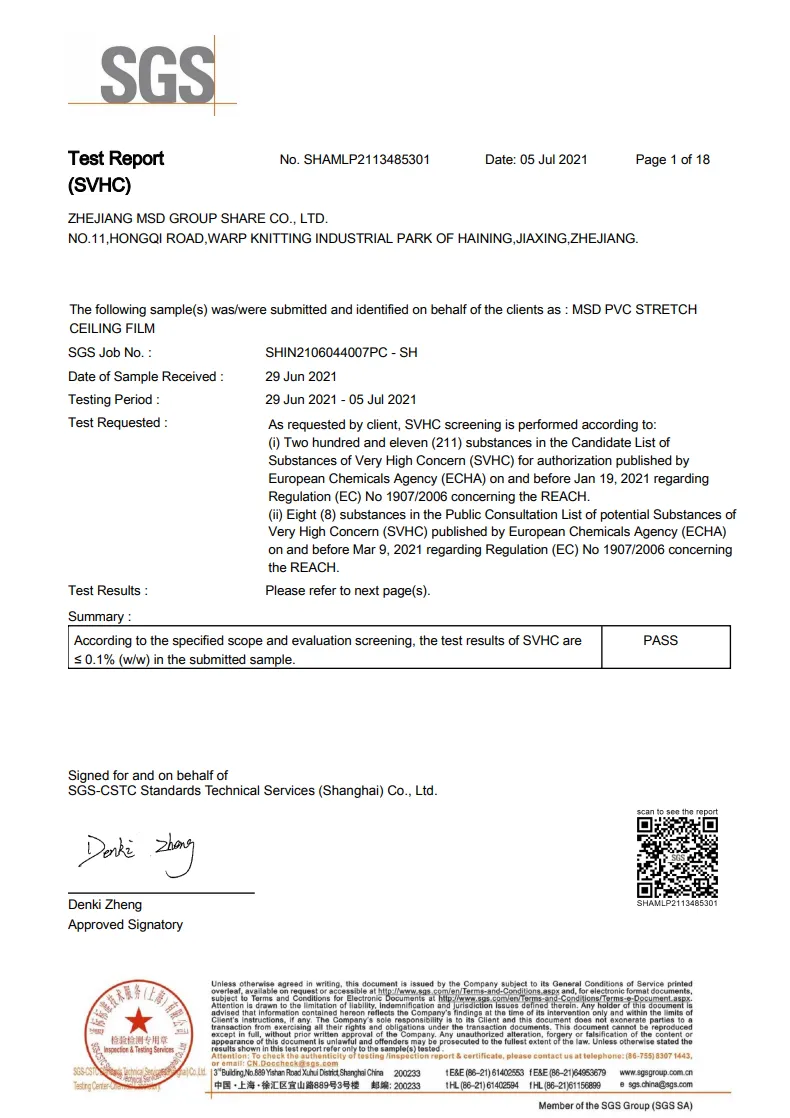 SGS
Test Report
(SVHC)
No. SHAMLP2113485301
Date: 05 Jul 2021
Page 1 of 18
ZHEJIANG MSD GROUP SHARE CO., LTD.
NO.11,HONGQI ROAD,WARP KNITTING INDUSTRIAL PARK OF HAINING,JIAXING,ZHEJIANG.
The following sample(s) was/were submitted and identified on behalf of the clients as : MSD PVC STRETCH
CEILING FILM
SGS Job No. : SHIN2106044007PC - SH
Date of Sample Received : 29 Jun 2021
Testing Period : 29 Jun 2021 - 05 Jul 2021
Test Requested : As requested by client, SVHC screening is performed according to:
(i) Two hundred and eleven (211) substances in the Candidate List of
Substances of Very High Concern (SVHC) for authorization published by
European Chemicals Agency (ECHA) on and before Jan 19, 2021 regarding
Regulation (EC) No 1907/2006 concerning the REACH.
(ii) Eight (8) substances in the Public Consultation List of potential Substances of
Very High Concern (SVHC) published by European Chemicals Agency (ECHA)
on and before Mar 9, 2021 regarding Regulation (EC) No 1907/2006 concerning
the REACH.
Test Results : Please refer to next page(s).
Summary :
According to the specified scope and evaluation screening, the test results of SVHC are
≤ 0.1% (w/w) in the submitted sample.
PASS
Signed for and on behalf of
SGS-CSTC Standards Technical Services (Shanghai) Co., Ltd.
Denki Zheng
Denki Zheng
Approved Signatory
scan to see the report
SGS
SHAMLP2113485301
检验检测专用章
Inspection & Testing Services
Unless otherwise agreed in writing, this document is issued by the Company subject to its General Conditions of Service printed
overleaf, available on request or accessible at http://www.sgs.com/en/Terms-and-Conditions.aspx and, for electronic format documents,
subject to Terms and Conditions for Electronic Documents at http://www.sgs.com/en/Terms-and-Conditions/Terms-e-Document.aspx.
Attention is drawn to the limitation of liability, indemnification and jurisdiction issues defined therein. Any holder of this document is
advised that information contained hereon reflects the Company's findings at the time of its intervention only and within the limits of
Client's instructions, if any. The Company's sole responsibility is to its Client and this document does not exonerate parties to a
transaction from exercising all their rights and obligations under the transaction documents. This document cannot be reproduced
except in full, without prior written approval of the Company. Any unauthorized alteration, forgery or falsification of the content or
appearance of this document is unlawful and offenders may be prosecuted to the fullest extent of the law. Unless otherwise stated the
results shown in this test report refer only to the sample(s) tested .
Attention: To check the authenticity of testing /inspection report & certificate, please contact us at telephone: (86-755) 8307 1443,
or email: CN.Doccheck@sgs.com
3rd Building,No.889 Yishan Road Xuhui District,Shanghai China 200233 t E&E (86-21) 61402553 f E&E (86-21)64953679 www.sgsgroup.com.cn
中国・上海・徐汇区宜山路889号3号楼 邮编: 200233 t HL (86-21) 61402594 f HL (86-21)61156899 e sgs.china@sgs.com
Member of the SGS Group (SGS SA)